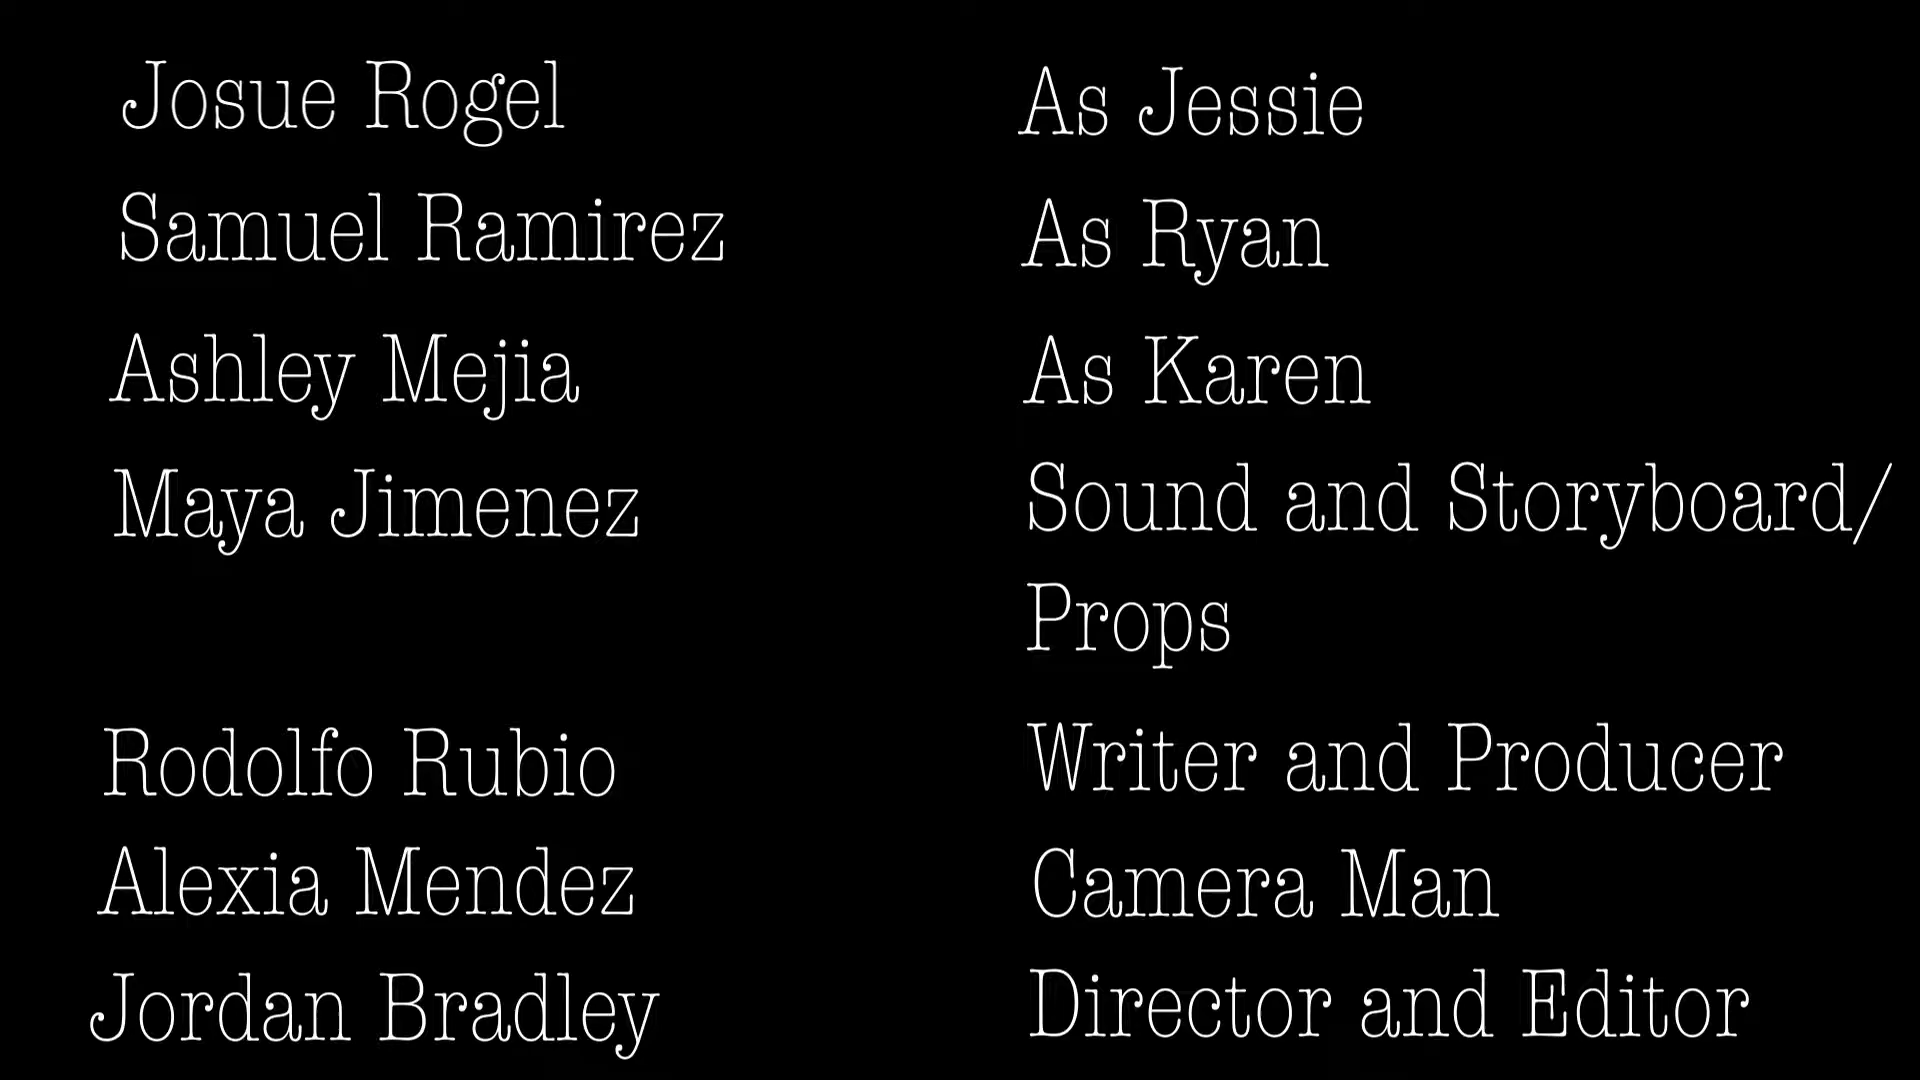 Josue Rogel As Jessie
Samuel Ramirez As Ryan
Ashley Mejia As Karen
Maya Jimenez Sound and Storyboard/
Props
Rodolfo Rubio Writer and Producer
Alexia Mendez Camera Man
Jordan Bradley Director and Editor